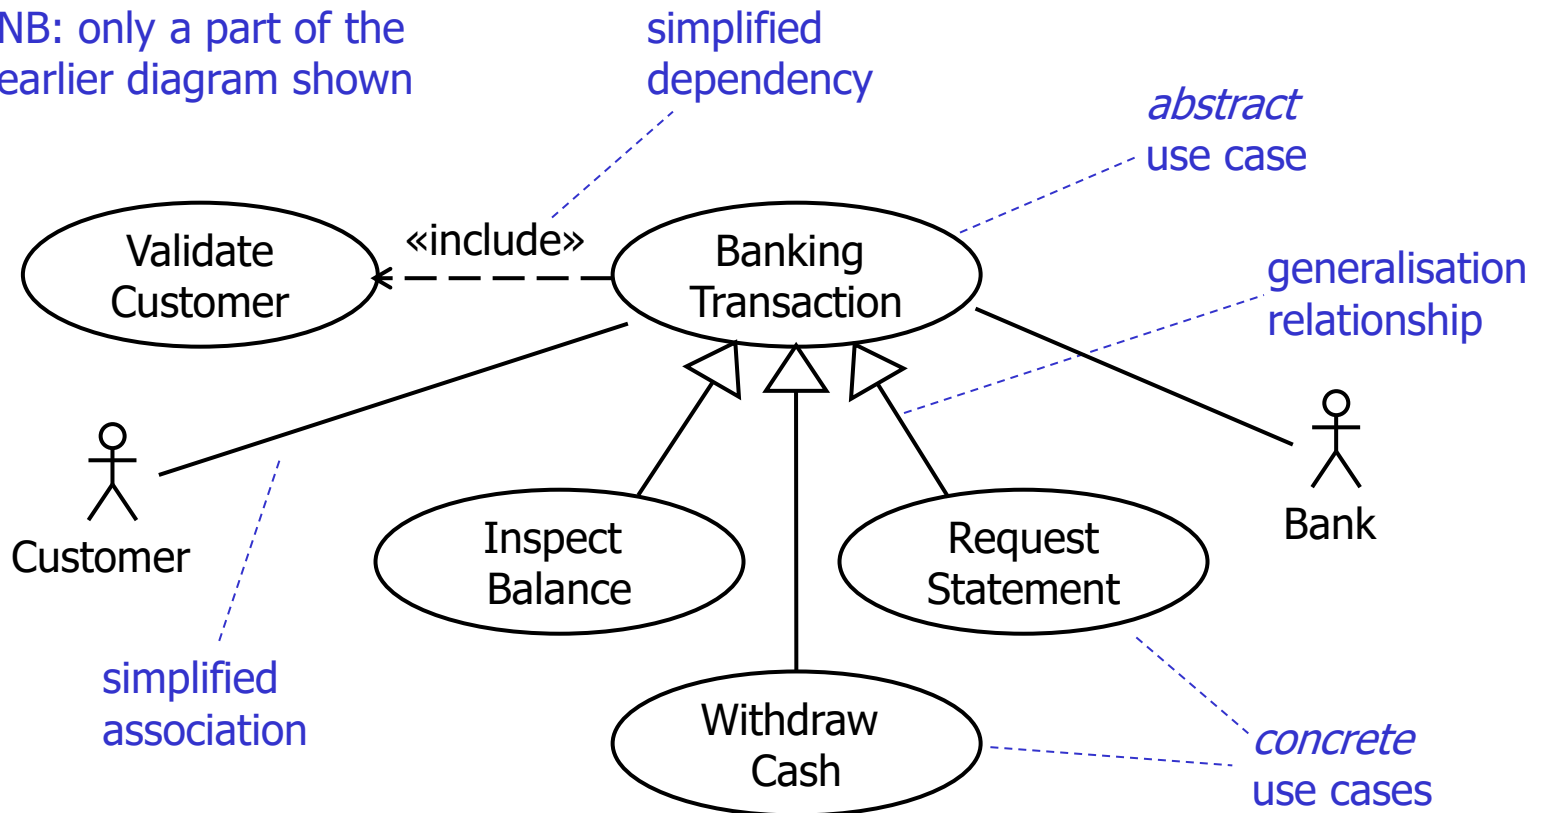 NB: only a part of the
earlier diagram shown
simplified
dependency
abstract
use case
Validate
Customer
«include»
Banking
Transaction
generalisation
relationship
Customer
Inspect
Balance
Request
Statement
Bank
simplified
association
Withdraw
Cash
concrete
use cases